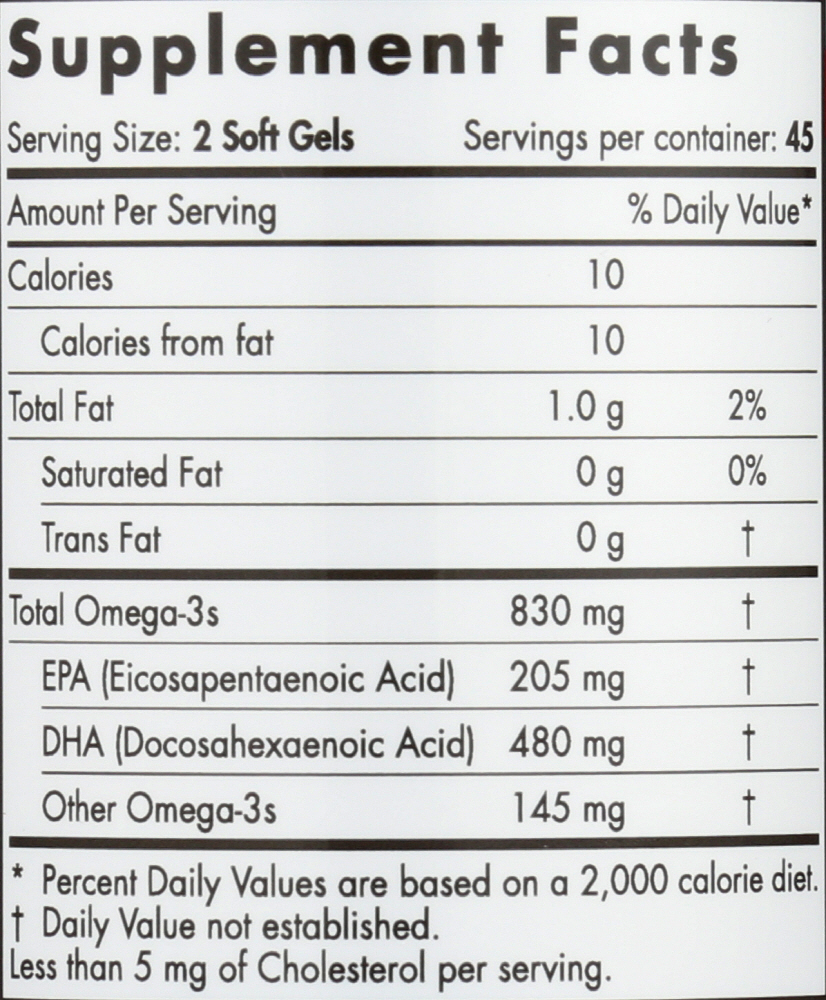 Supplement Facts
Serving Size: 2 Soft Gels Servings per container: 45
Amount Per Serving % Daily Value*
Calories 10
Calories from fat 10
Total Fat 1.0 g 2%
Saturated Fat 0 g 0%
Trans Fat 0 g †
Total Omega-3s 830 mg †
EPA (Eicosapentaenoic Acid) 205 mg †
DHA (Docosahexaenoic Acid) 480 mg †
Other Omega-3s 145 mg †
* Percent Daily Values are based on a 2,000 calorie diet.
† Daily Value not established.
Less than 5 mg of Cholesterol per serving.